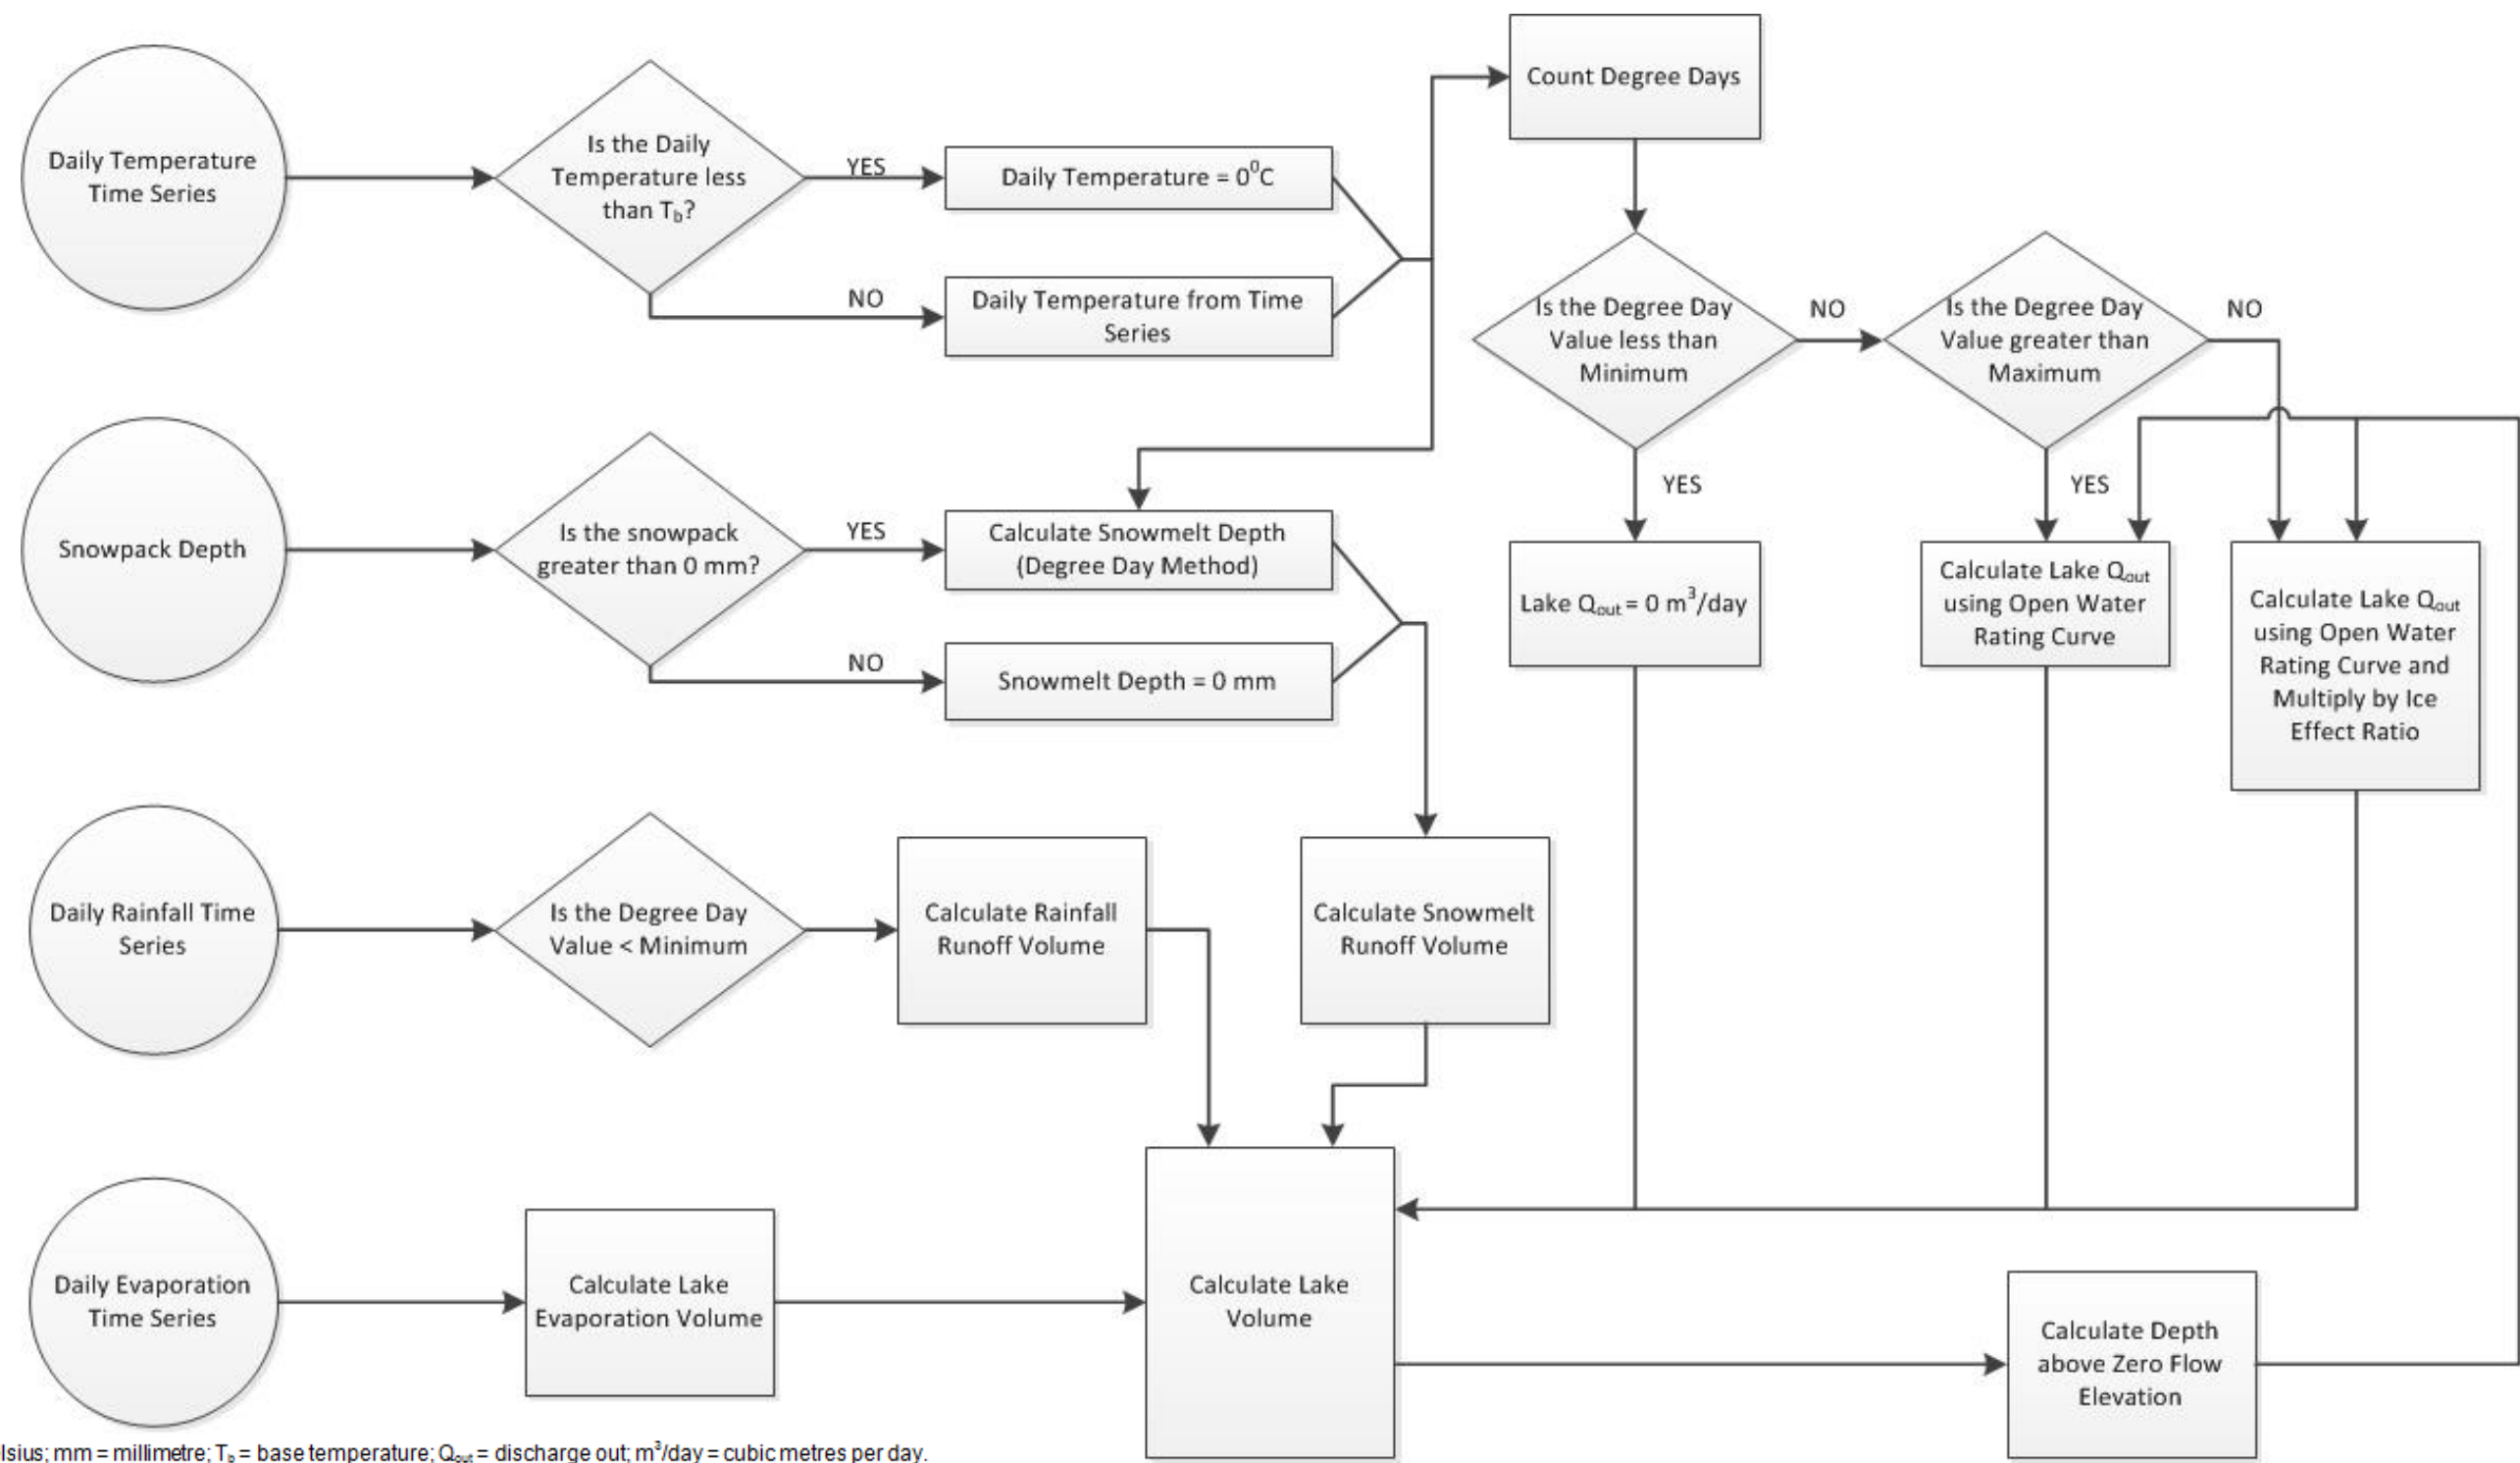 Count Degree Days
Daily Temperature
Time Series
Is the Daily
Temperature less
than Tb?
YES
Daily Temperature = 0⁰C
NO
Daily Temperature from Time
Series
Is the Degree Day
Value less than
Minimum
NO
Is the Degree Day
Value greater than
Maximum
NO
YES
YES
Snowpack Depth
Is the snowpack
greater than 0 mm?
YES
Calculate Snowmelt Depth
(Degree Day Method)
NO
Snowmelt Depth = 0 mm
Lake Qout = 0 m³/day
Calculate Lake Qout
using Open Water
Rating Curve
Calculate Lake Qout
using Open Water
Rating Curve and
Multiply by Ice
Effect Ratio
Daily Rainfall Time
Series
Is the Degree Day
Value < Minimum
Calculate Rainfall
Runoff Volume
Calculate Snowmelt
Runoff Volume
Daily Evaporation
Time Series
Calculate Lake
Evaporation Volume
Calculate Lake
Volume
Calculate Depth
above Zero Flow
Elevation
lsius; mm = millimetre; Tb = base temperature; Qout = discharge out; m³/day = cubic metres per day.